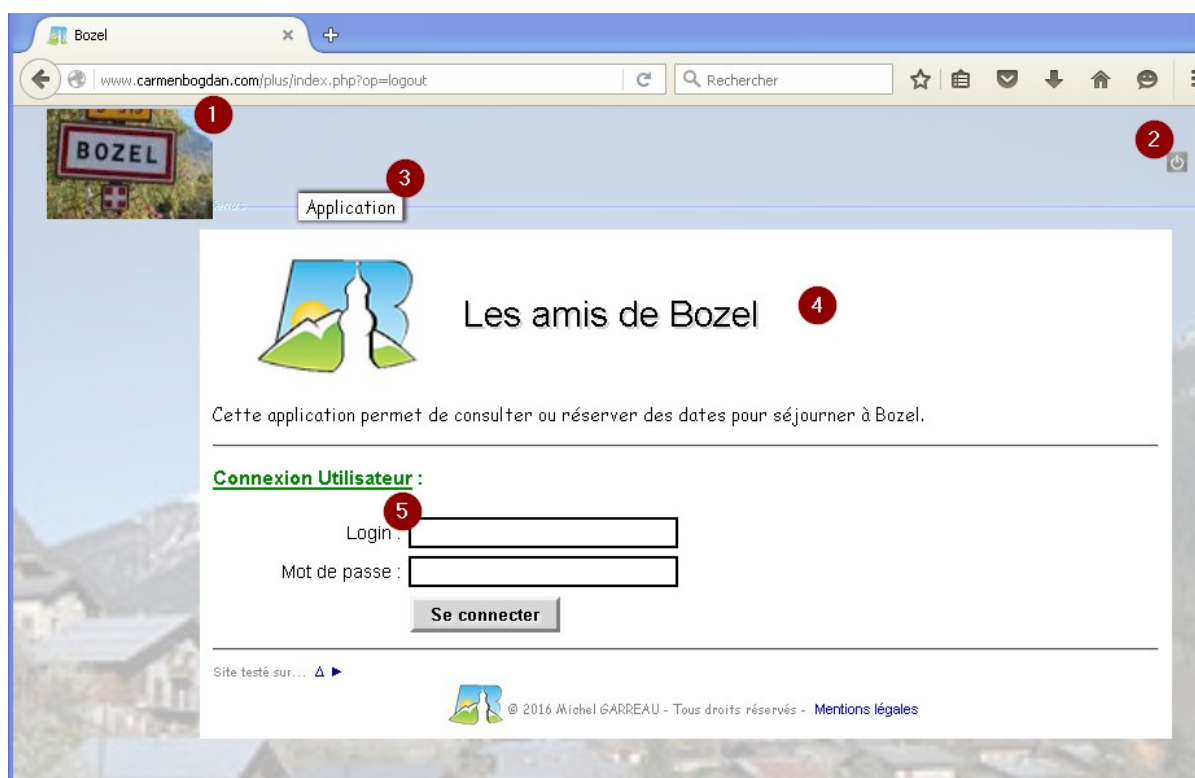 Bozel
www.carmenbogdan.com/plus/index.php?op=logout
Rechercher
1
BOZEL
2
3
Application
Les amis de Bozel
4
Cette application permet de consulter ou réserver des dates pour séjourner à Bozel.
Connexion Utilisateur :
5
Login :
Mot de passe :
Se connecter
Site testé sur... Δ ►
© 2016 Michel GARREAU - Tous droits réservés - Mentions légales